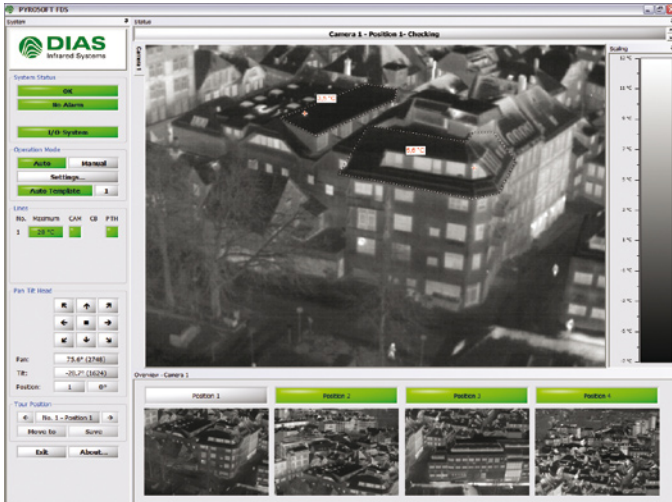 PYROSOFT FDS
System
Status
Camera 1 - Position 1- Checking
DIAS
Infrared Systems
Camera 1
Scaling
System Status
OK
No Alarm
I/O-System
Operation Mode
Auto
Manual
Settings...
Auto Template
1
Lines
No.
Maximum
CAM
CB
PTH
1
Pan Tilt Head
Pan:
Tilt:
Position:
1
0°
Tour Position
No. 1 - Position 1
Move to
Save
Exit
About...
Overview - Camera 1
Position 1
Position 2
Position 3
Position 4